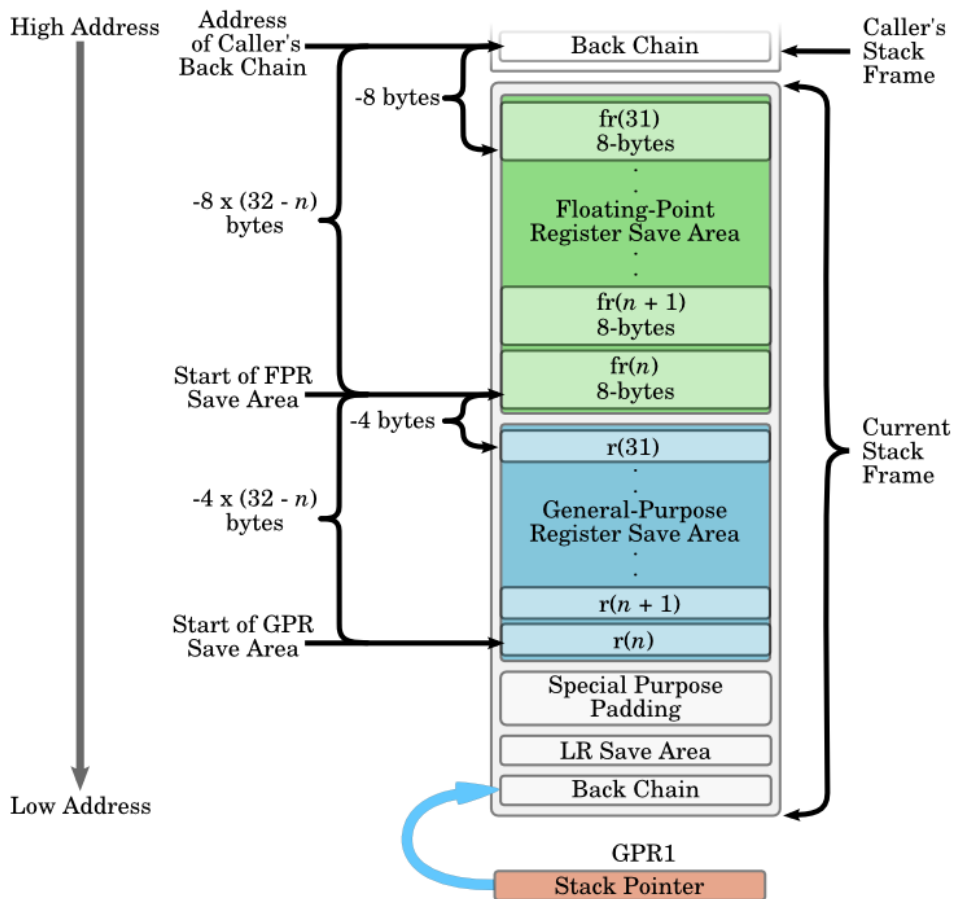 High Address
Address
of Caller's
Back Chain
Back Chain
Caller's
Stack
Frame
-8 bytes
fr(31)
8-bytes
.
.
Floating-Point
Register Save Area
.
.
-8 x (32 - n)
bytes
fr(n + 1)
8-bytes
Start of FPR
Save Area
fr(n)
8-bytes
-4 bytes
r(31)
.
.
General-Purpose
Register Save Area
.
.
Current
Stack
Frame
-4 x (32 - n)
bytes
r(n + 1)
Start of GPR
Save Area
r(n)
Special Purpose
Padding
LR Save Area
Back Chain
Low Address
GPR1
Stack Pointer